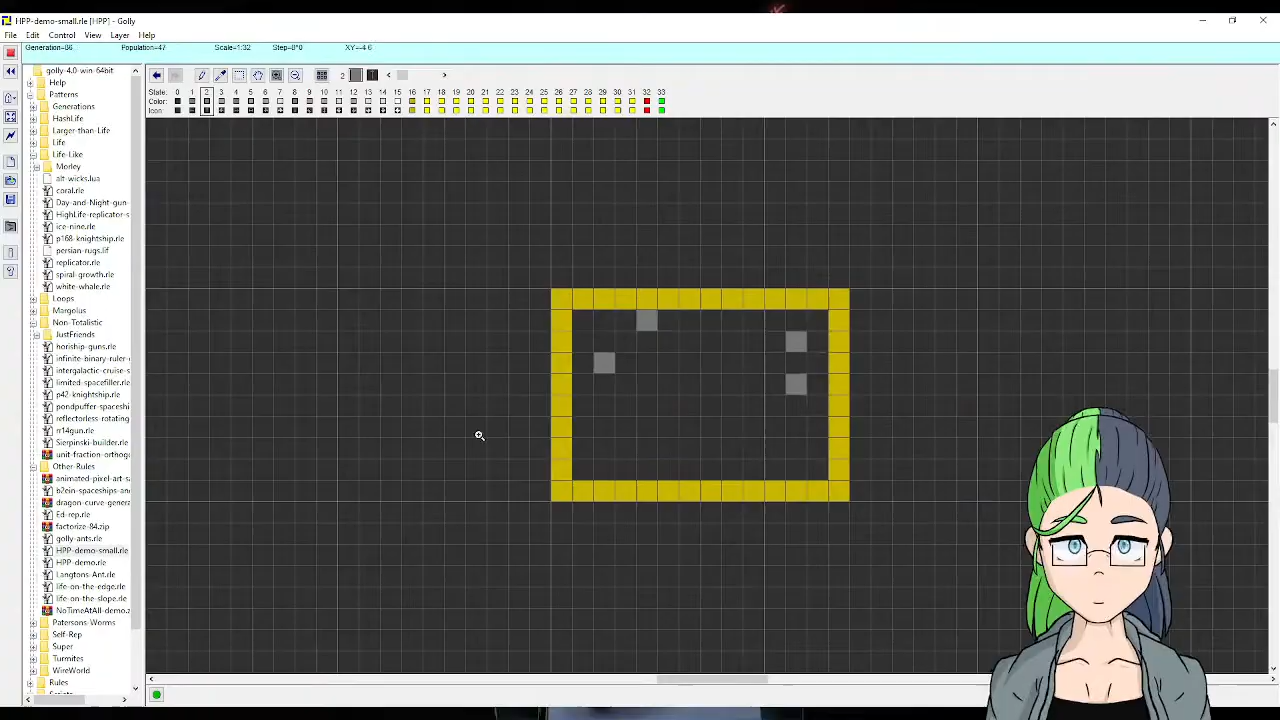 HPP-demo-small.rle [HPP] - Golly
File Edit Control View Layer Help
Generation=86 Population=47 Scale=1:32 Step=8^0 XY=-4 6
2
State: 0 1 2 3 4 5 6 7 8 9 10 11 12 13 14 15 16 17 18 19 20 21 22 23 24 25 26 27 28 29 30 31 32 33
Color:
Icon:
golly-4.0-win-64bit
Help
Patterns
Generations
HashLife
Larger-than-Life
Life
Life-Like
Morley
alt-wicks.lua
coral.rle
Day-and-Night-gun-
HighLife-replicator-s
ice-nine.rle
p168-knightship.rle
persian-rugs.lif
replicator.rle
spiral-growth.rle
white-whale.rle
Loops
Margolus
Non-Totalistic
JustFriends
horiship-guns.rle
infinite-binary-ruler-
intergalactic-cruise-s
limited-spacefiller.rle
p42-knightship.rle
pondpuffer-spaceshi
reflectorless-rotating
rr14gun.rle
Sierpinski-builder.rle
unit-fraction-orthogo
Other-Rules
animated-pixel-art-s
b2ein-spaceships-an
dragon-curve-genera
Ed-rep.rle
factorize-84.zip
golly-ants.rle
HPP-demo-small.rle
HPP-demo.rle
Langtons-Ant.rle
life-on-the-edge.rle
life-on-the-slope.rle
NoTimeAtAll-demo.z
Patersons-Worms
Self-Rep
Super
Turmites
WireWorld
Rules
Scripts